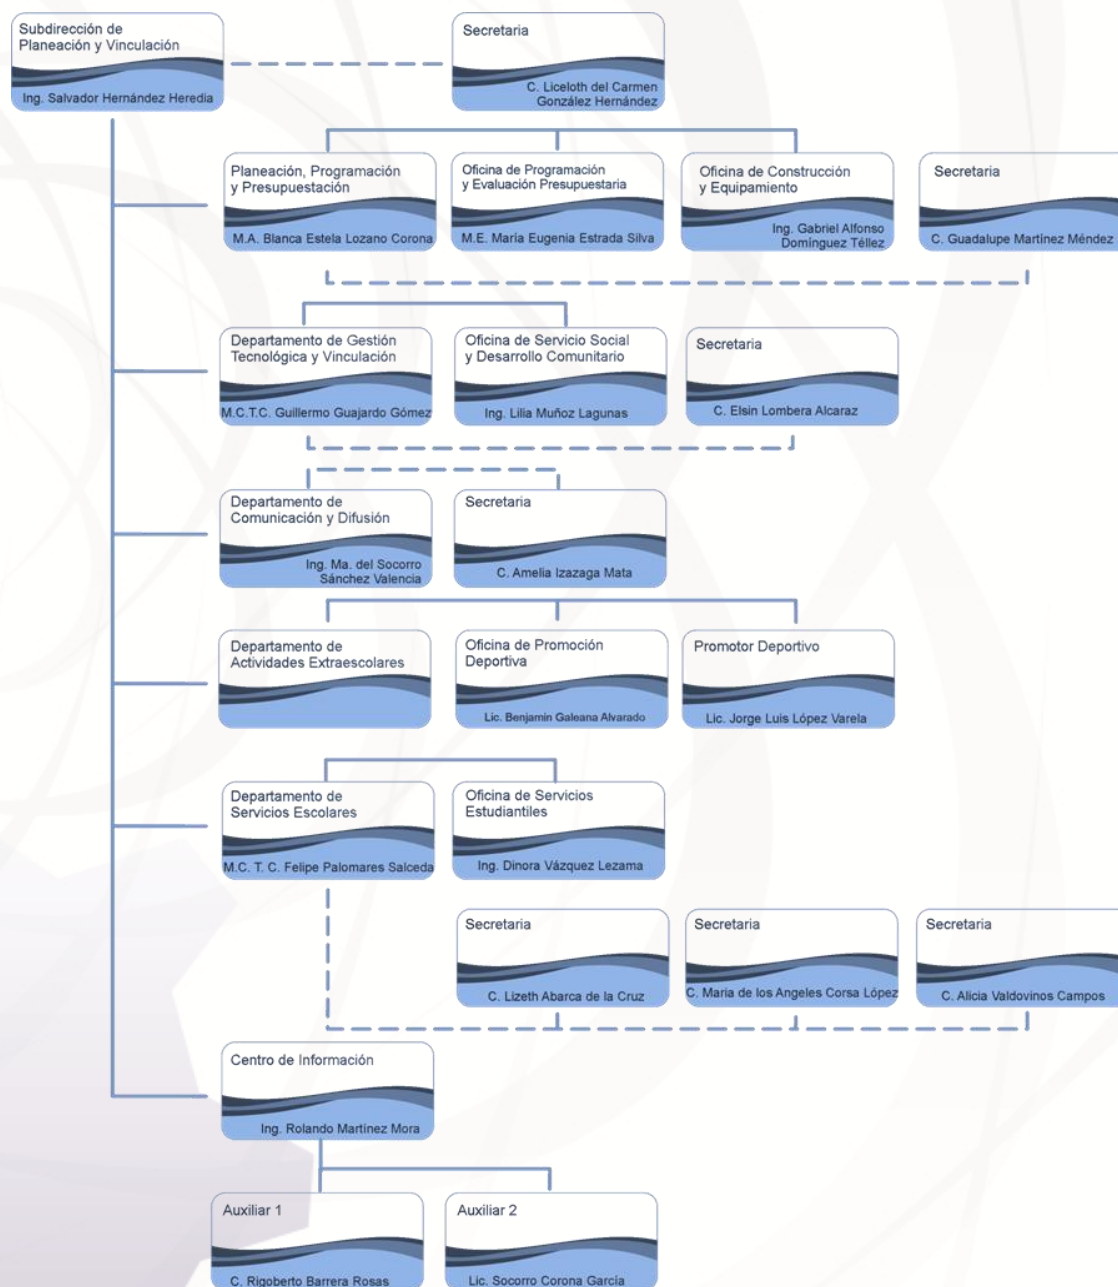 Subdirección de
Planeación y Vinculación
Ing. Salvador Hernández Heredia
Secretaria
C. Liceloth del Carmen
González Hernández
Planeación, Programación
y Presupuestación
M.A. Blanca Estela Lozano Corona
Oficina de Programación
y Evaluación Presupuestaria
M.E. María Eugenia Estrada Silva
Oficina de Construcción
y Equipamiento
Ing. Gabriel Alfonso
Domínguez Téllez
Secretaria
C. Guadalupe Martínez Méndez
Departamento de Gestión
Tecnológica y Vinculación
M.C.T.C. Guillermo Guajardo Gómez
Oficina de Servicio Social
y Desarrollo Comunitario
Ing. Lilia Muñoz Lagunas
Secretaria
C. Elsin Lombera Alcaraz
Departamento de
Comunicación y Difusión
Ing. Ma. del Socorro
Sánchez Valencia
Secretaria
C. Amelia Izazaga Mata
Departamento de
Actividades Extraescolares
Oficina de Promoción
Deportiva
Lic. Benjamín Galeana Alvarado
Promotor Deportivo
Lic. Jorge Luis López Varela
Departamento de
Servicios Escolares
M.C. T. C. Felipe Palomares Salceda
Oficina de Servicios
Estudiantiles
Ing. Dinora Vázquez Lezama
Secretaria
C. Lizeth Abarca de la Cruz
Secretaria
C. María de los Angeles Corsa López
Secretaria
C. Alicia Valdovinos Campos
Centro de Información
Ing. Rolando Martínez Mora
Auxiliar 1
C. Rigoberto Barrera Rosas
Auxiliar 2
Lic. Socorro Corona García